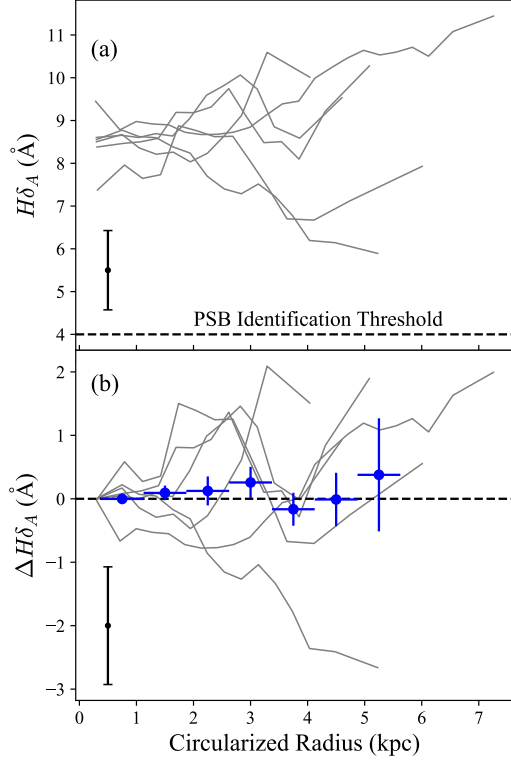 (a)
11
10
9
8
7
6
5
4
HδA (Å)
PSB Identification Threshold
(b)
2
1
0
−1
−2
−3
ΔHδA (Å)
0 1 2 3 4 5 6 7
Circularized Radius (kpc)